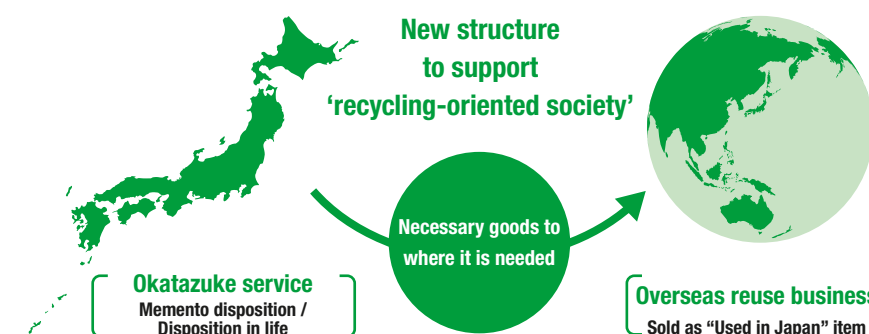 New structure
to support
‘recycling-oriented society’
Necessary goods to
where it is needed
Okatazuke service
Memento disposition /
Disposition in life
Overseas reuse business
Sold as “Used in Japan” item